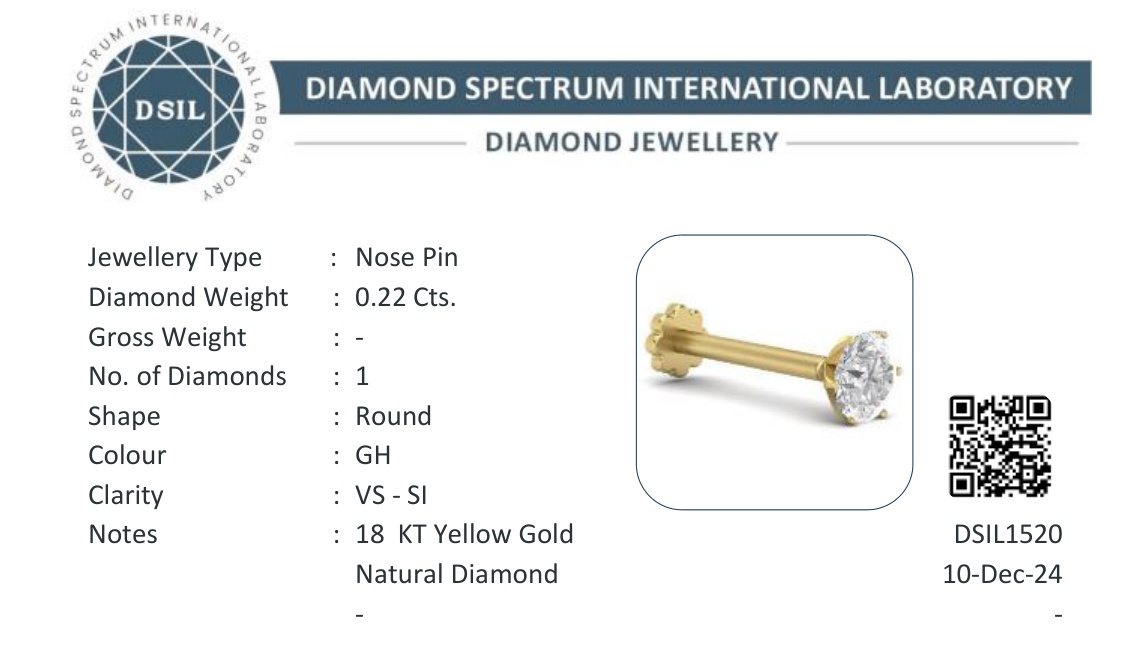 DIAMOND SPECTRUM INTERNATIONAL LABORATORY
DSIL
DIAMOND SPECTRUM INTERNATIONAL LABORATORY
DIAMOND JEWELLERY
Jewellery Type : Nose Pin
Diamond Weight : 0.22 Cts.
Gross Weight : -
No. of Diamonds : 1
Shape : Round
Colour : GH
Clarity : VS - SI
Notes : 18 KT Yellow Gold
Natural Diamond
-
DSIL1520
10-Dec-24
-